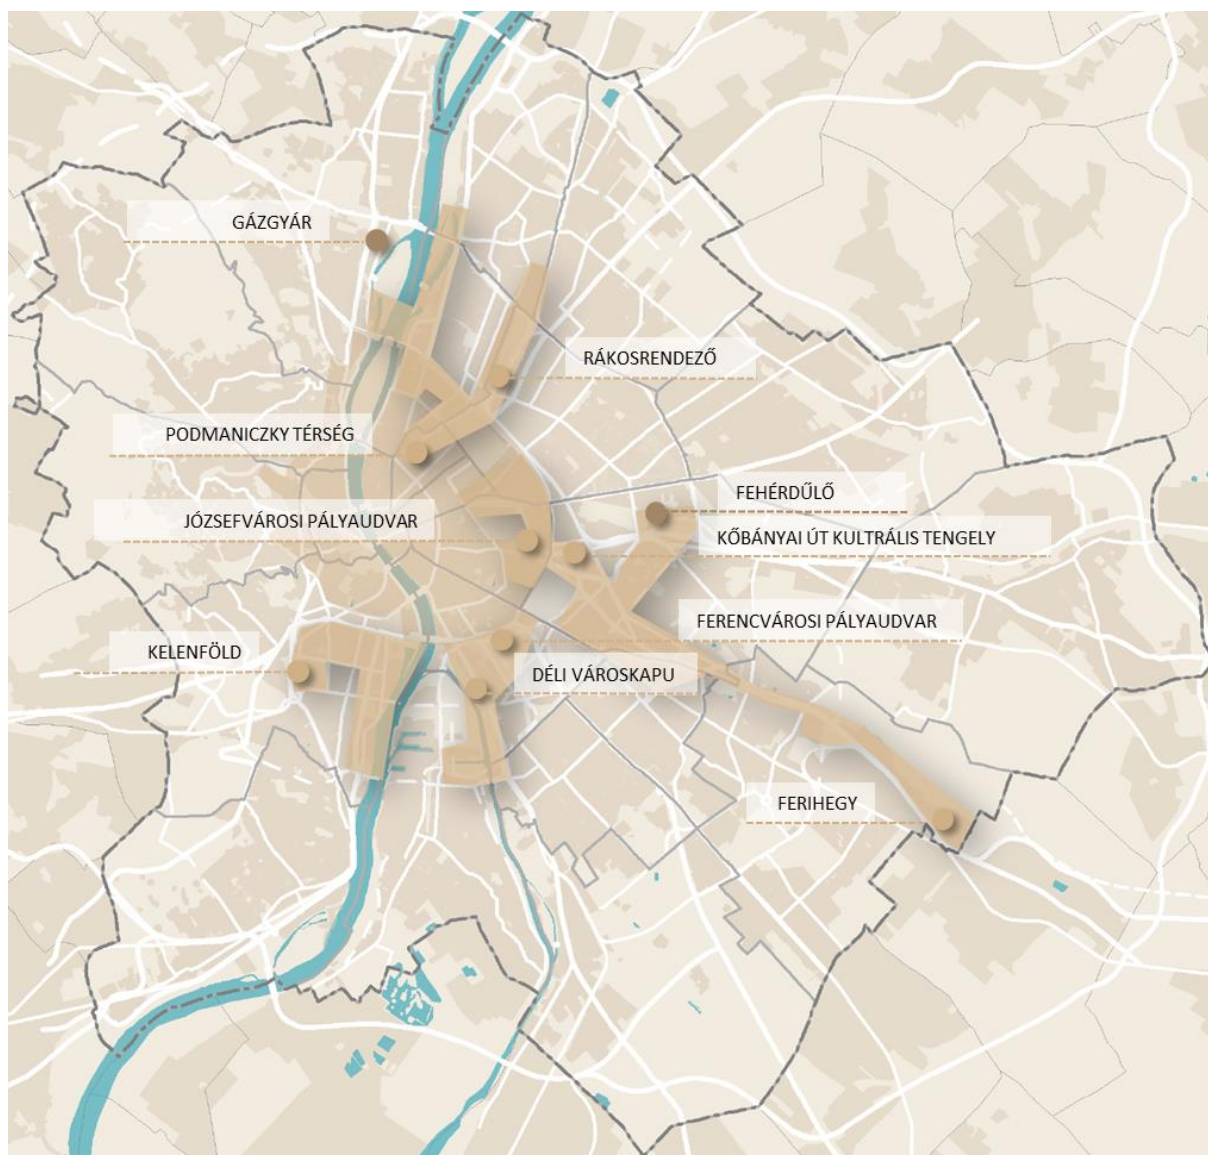 GÁZGYÁR
RÁKOSRENDEZŐ
PODMANICZKY TÉRSÉG
FEHÉRDŰLŐ
JÓZSEFVÁROSI PÁLYAUDVAR
KŐBÁNYAI ÚT KULTRÁLIS TENGELY
FERENCVÁROSI PÁLYAUDVAR
KELENFÖLD
DÉLI VÁROSKAPU
FERIHEGY